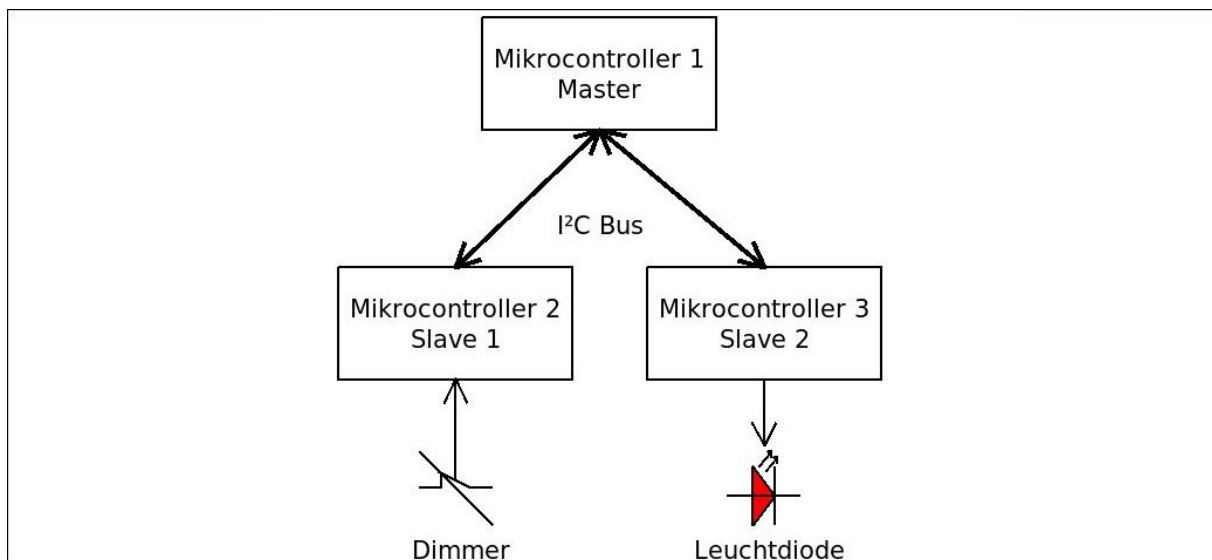 Mikrocontroller 1
Master
I²C Bus
Mikrocontroller 2
Slave 1
Mikrocontroller 3
Slave 2
Dimmer
Leuchtdiode